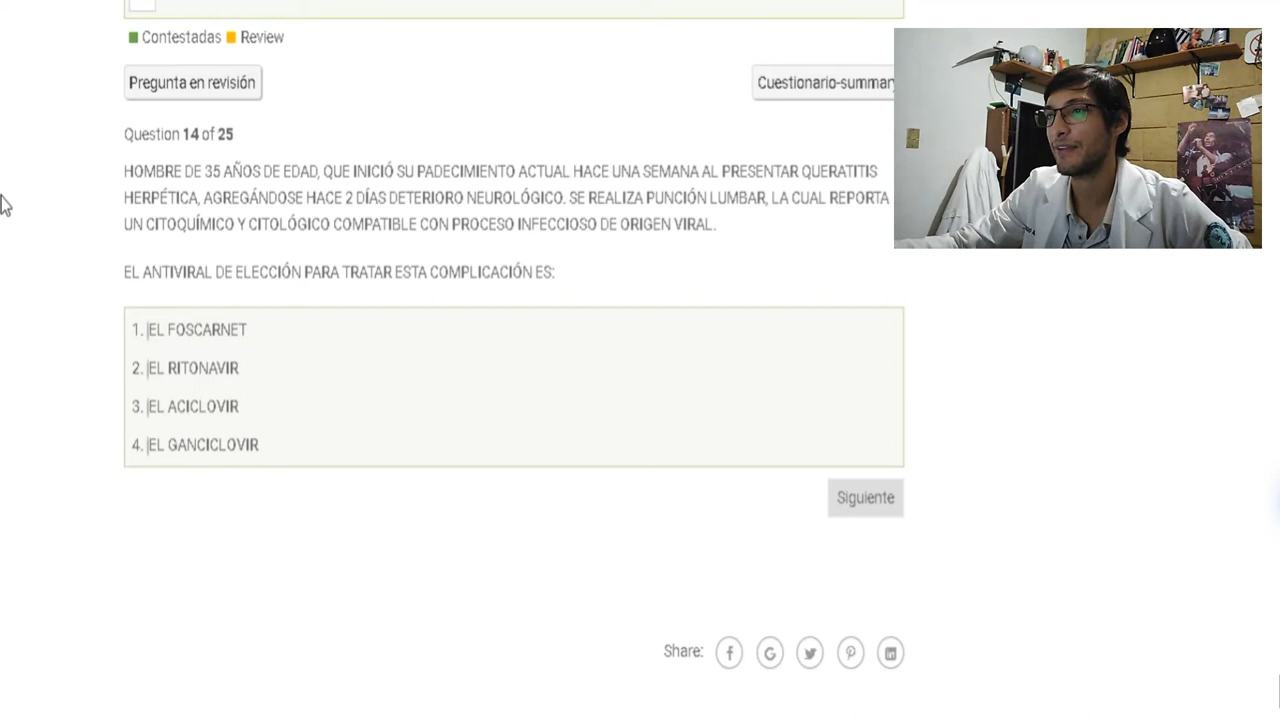 Contestadas Review
Pregunta en revisión
Cuestionario-summary
Question 14 of 25
HOMBRE DE 35 AÑOS DE EDAD, QUE INICIÓ SU PADECIMIENTO ACTUAL HACE UNA SEMANA AL PRESENTAR QUERATITIS
HERPÉTICA, AGREGÁNDOSE HACE 2 DÍAS DETERIORO NEUROLÓGICO. SE REALIZA PUNCIÓN LUMBAR, LA CUAL REPORTA
UN CITOQUÍMICO Y CITOLÓGICO COMPATIBLE CON PROCESO INFECCIOSO DE ORIGEN VIRAL.
EL ANTIVIRAL DE ELECCIÓN PARA TRATAR ESTA COMPLICACIÓN ES:
1. EL FOSCARNET
2. EL RITONAVIR
3. EL ACICLOVIR
4. EL GANCICLOVIR
Siguiente
Share: